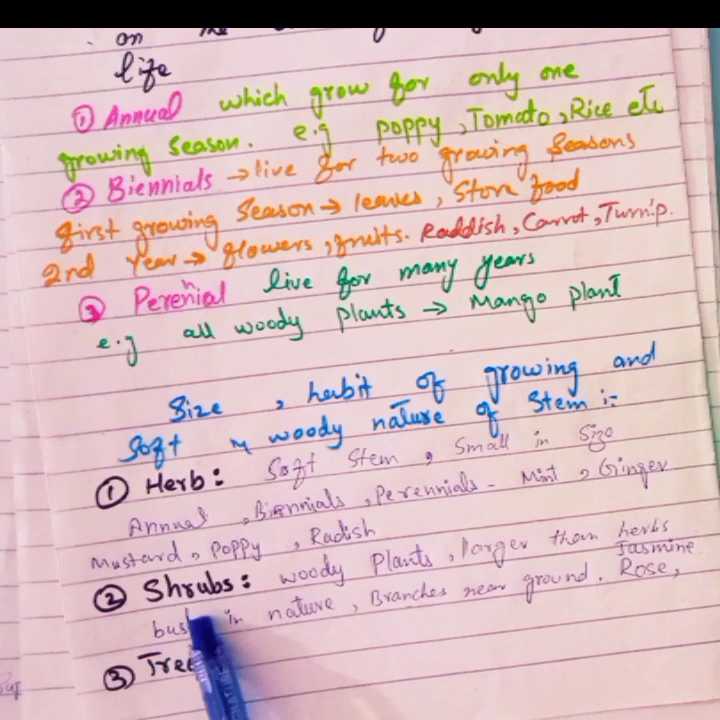 on the
life
① Annual which grow for only one
growing season. e.g poppy, Tomato, Rice etc
② Biennials → live for two growing seasons
first growing season → leaves, store food
2nd Year → flowers, fruits. Raddish, Carrot, Turnip.
③ Perennial live for many years
e.g all woody plants → Mango plant
Size, habit of growing and
soft woody nature of stem :-
① Herb: Soft stem, small in size
Annual, Biennials, Perennials - Mint, Ginger
Mustard, Poppy, Radish
② Shrubs: woody Plants, larger than herbs
Jasmine
in nature, Branches near ground. Rose,
③ Tree